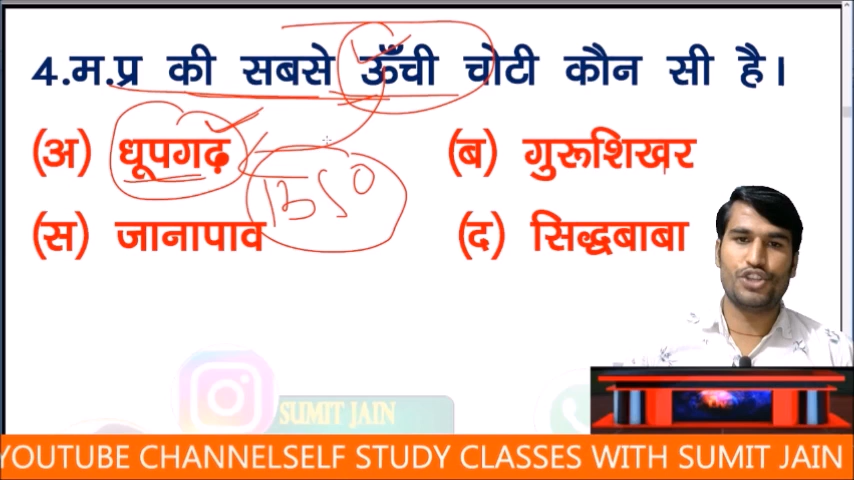 4.म.प्र की सबसे ऊँची चोटी कौन सी है।
(अ) धूपगढ़ (ब) गुरूशिखर
1350
(स) जानापाव (द) सिद्धबाबा
SUMIT JAIN
YOUTUBE CHANNELSELF STUDY CLASSES WITH SUMIT JAIN